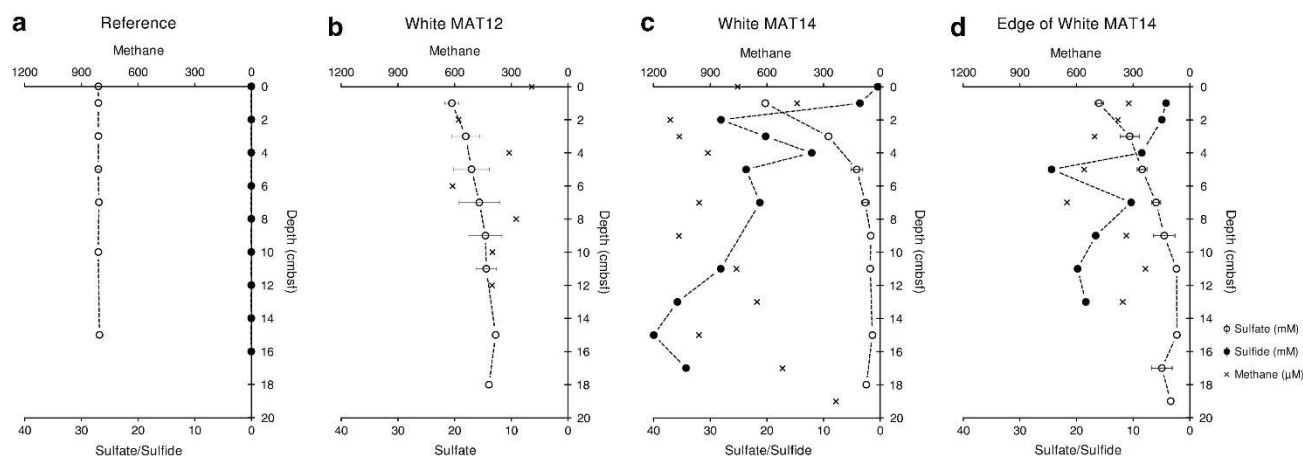 a Reference
Methane
1200 900 600 300 0
0
2
4
6
8
10
12
14
16
18
20
Depth (cmbsf)
40 30 20 10 0
Sulfate/Sulfide
b White MAT12
Methane
1200 900 600 300 0
0
2
4
6
8
10
12
14
16
18
20
Depth (cmbsf)
40 30 20 10 0
Sulfate
c White MAT14
Methane
1200 900 600 300 0
0
2
4
6
8
10
12
14
16
18
20
Depth (cmbsf)
40 30 20 10 0
Sulfate/Sulfide
d Edge of White MAT14
Methane
1200 900 600 300 0
0
2
4
6
8
10
12
14
16
18
20
Depth (cmbsf)
40 30 20 10 0
Sulfate/Sulfide
Sulfate (mM)
Sulfide (mM)
Methane (µM)